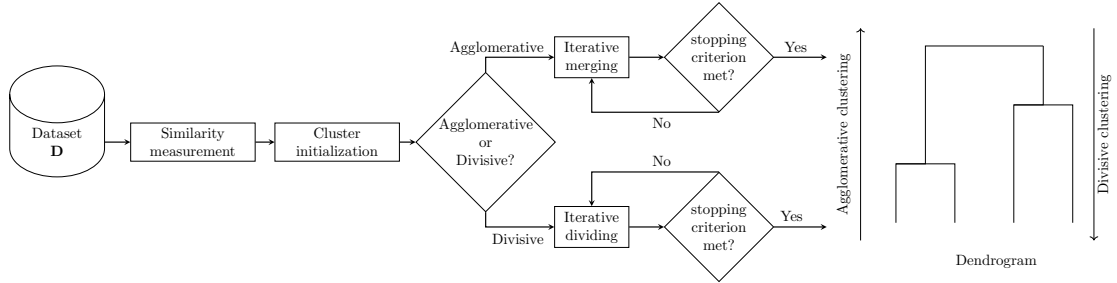 Dataset
D
Similarity
measurement
Cluster
initialization
Agglomerative
or
Divisive?
Agglomerative
Iterative
merging
stopping
criterion
met?
Yes
No
Divisive
Iterative
dividing
stopping
criterion
met?
Yes
No
Agglomerative clustering
Divisive clustering
Dendrogram